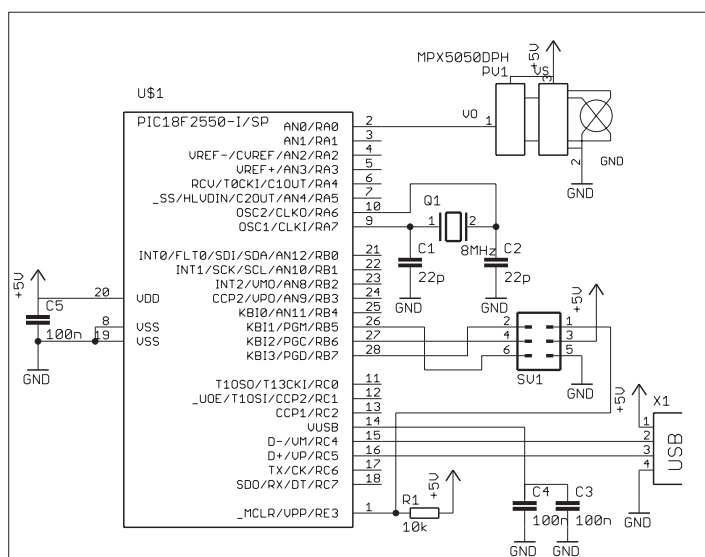 MPX5050DPH
+5V
U$1
PV1
VS
3
PIC18F2550-I/SP
VO
1
AN0/RA0 2
AN1/RA1 3
VREF-/CVREF/AN2/RA2 4
VREF+/AN3/RA3 5
RCV/T0CKI/C1OUT/RA4 6
_SS/HLVDIN/C2OUT/AN4/RA5 7
OSC2/CLKO/RA6 10
OSC1/CLKI/RA7 9
2
GND
GND
Q1
1
2
8MHz
C1
22p
C2
22p
GND
GND
INT0/FLT0/SDI/SDA/AN12/RB0 21
INT1/SCK/SCL/AN10/RB1 22
INT2/VMO/AN8/RB2 23
CCP2/VPO/AN9/RB3 24
KBI0/AN11/RB4 25
KBI1/PGM/RB5 26
KBI2/PGC/RB6 27
KBI3/PGD/RB7 28
+5V
20 VDD
C5
100n
8 VSS
19 VSS
GND
+5V
2 1
4 3
6 5
SV1
GND
T1OSO/T13CKI/RC0 11
_UOE/T1OSI/CCP2/RC1 12
CCP1/RC2 13
VUSB 14
D-/VM/RC4 15
D+/VP/RC5 16
TX/CK/RC6 17
SDO/RX/DT/RC7 18
_MCLR/VPP/RE3 1
+5V
X1
1
2
3
4
USB
R1
10k
+5V
C4
100n
C3
100n
GND
GND
GND